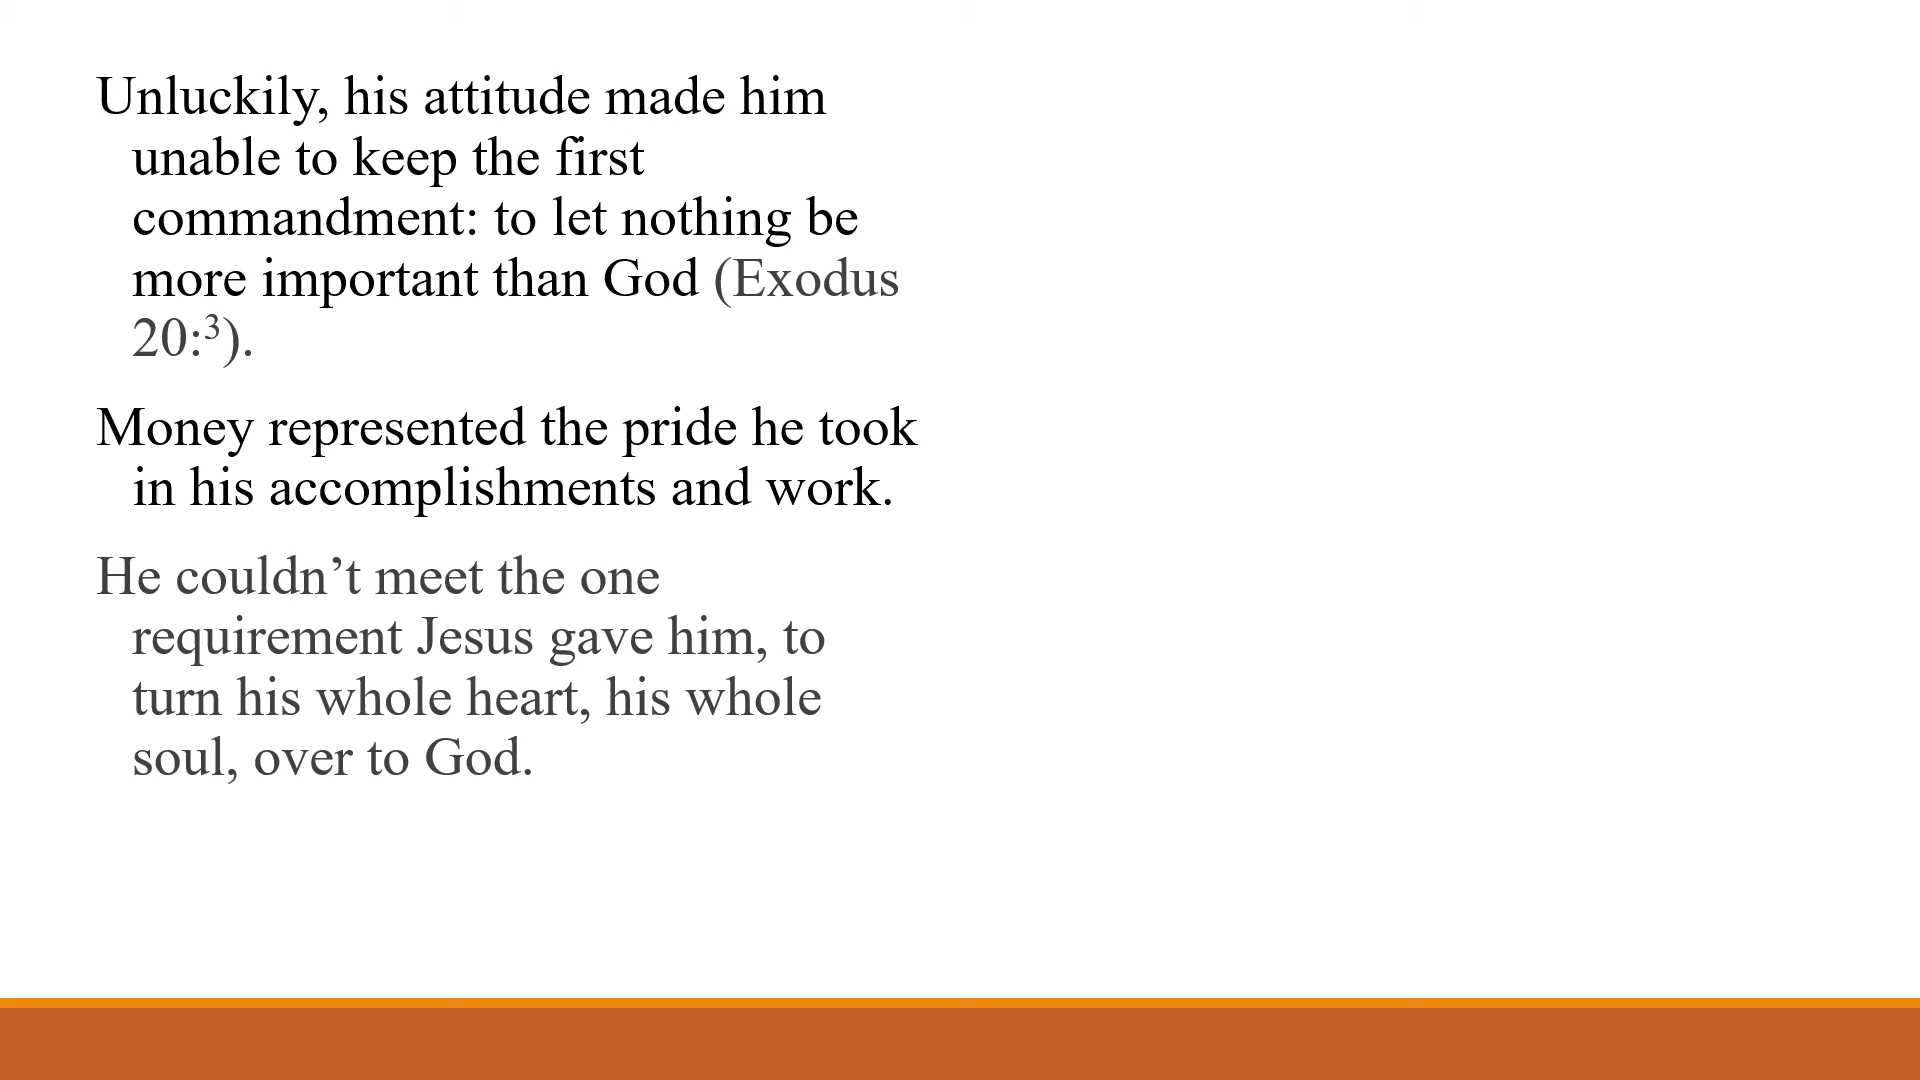 Unluckily, his attitude made him
unable to keep the first
commandment: to let nothing be
more important than God (Exodus
20:³).
Money represented the pride he took
in his accomplishments and work.
He couldn’t meet the one
requirement Jesus gave him, to
turn his whole heart, his whole
soul, over to God.